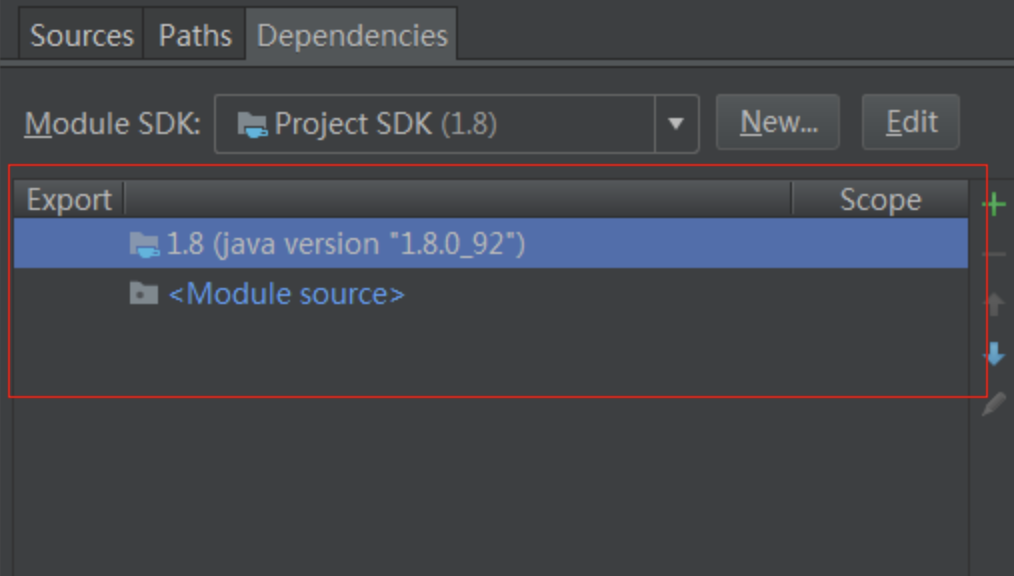 Sources Paths Dependencies
Module SDK: Project SDK (1.8) New... Edit
Export Scope
1.8 (java version "1.8.0_92")
<Module source>